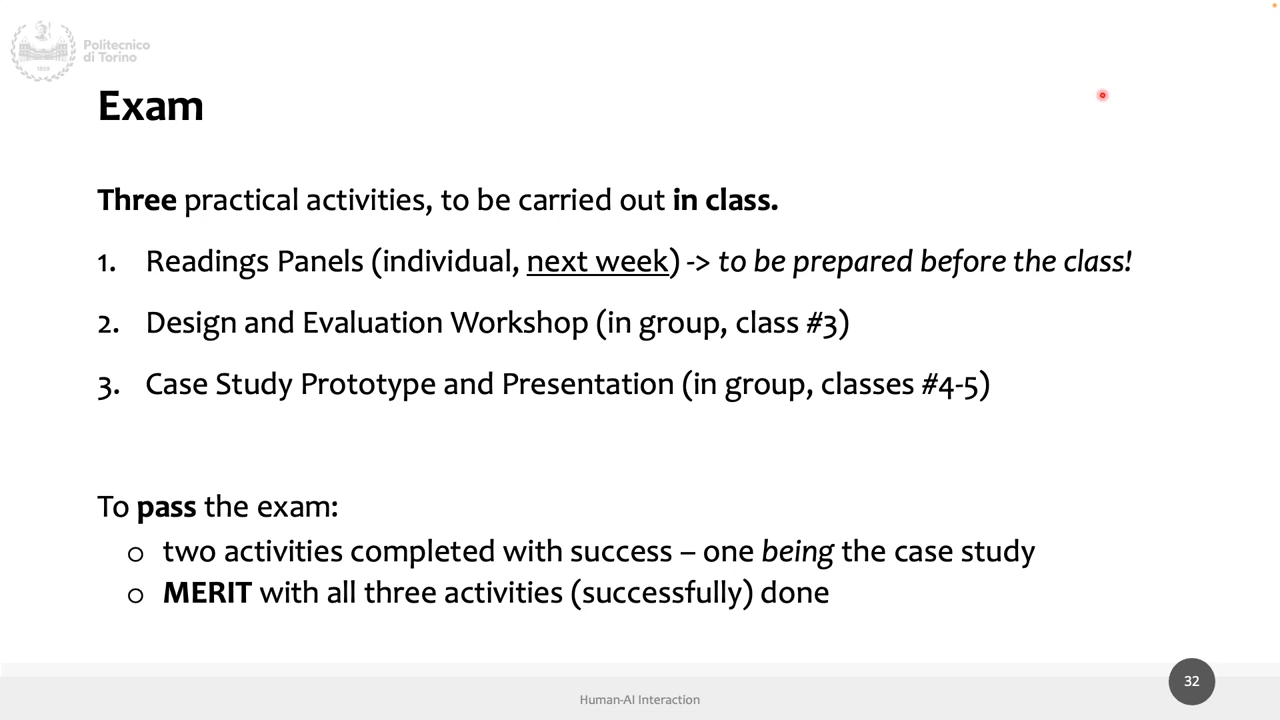 Politecnico
di Torino
1859
Exam
Three practical activities, to be carried out in class.
1. Readings Panels (individual, next week) -> to be prepared before the class!
2. Design and Evaluation Workshop (in group, class #3)
3. Case Study Prototype and Presentation (in group, classes #4-5)
To pass the exam:
o two activities completed with success – one being the case study
o MERIT with all three activities (successfully) done
32
Human-AI Interaction